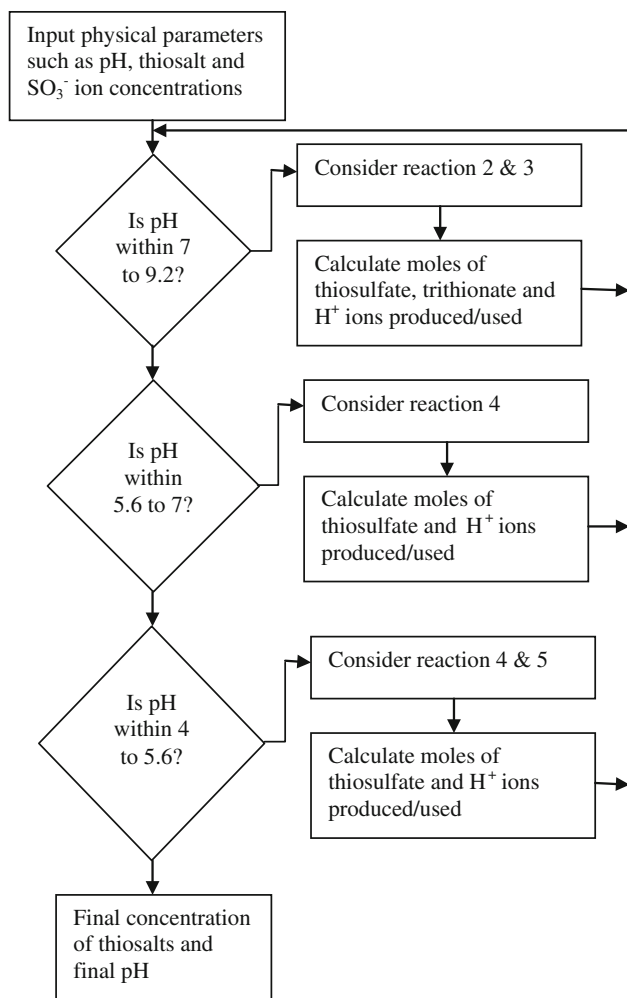 Input physical parameters
such as pH, thiosalt and
SO₃⁻ ion concentrations
Is pH
within 7
to 9.2?
Consider reaction 2 & 3
Calculate moles of
thiosulfate, trithionate and
H⁺ ions produced/used
Is pH
within
5.6 to 7?
Consider reaction 4
Calculate moles of
thiosulfate and H⁺ ions
produced/used
Is pH
within 4
to 5.6?
Consider reaction 4 & 5
Calculate moles of
thiosulfate and H⁺ ions
produced/used
Final concentration
of thiosalts and
final pH